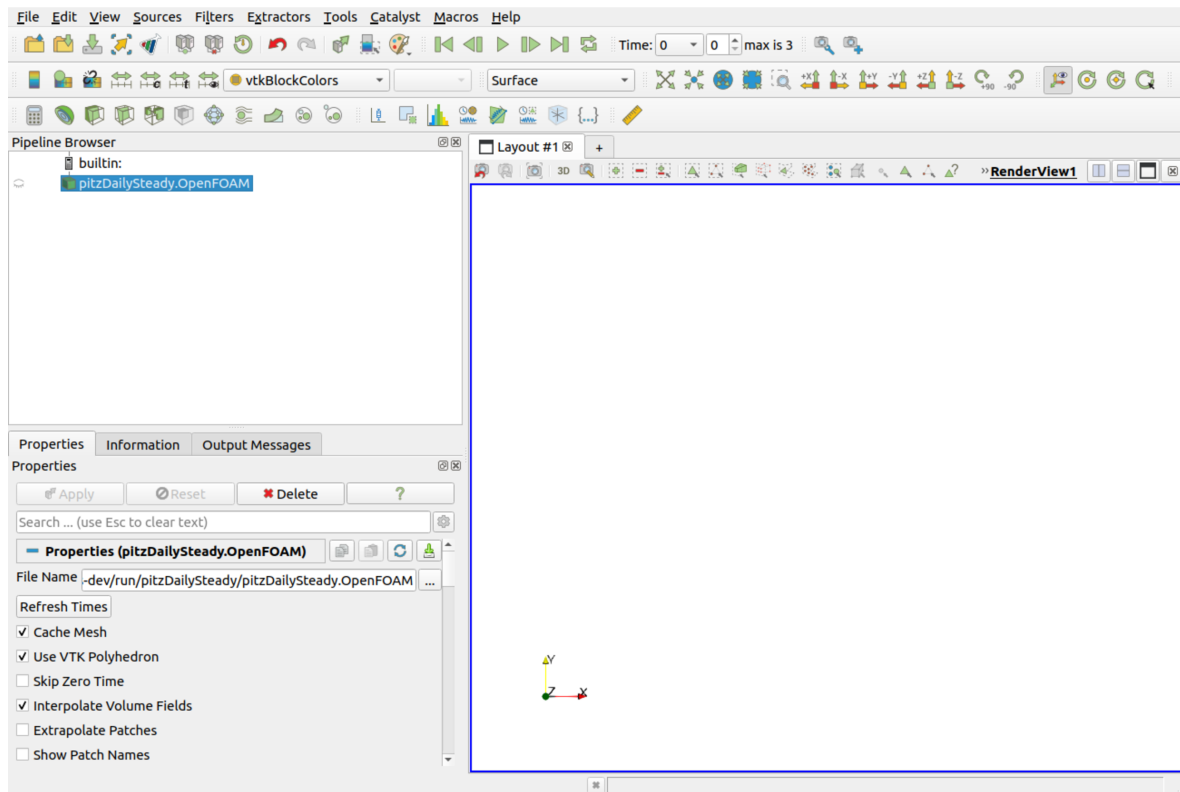 File Edit View Sources Filters Extractors Tools Catalyst Macros Help
Time: 0 0 max is 3
vtkBlockColors Surface +X -X +Y -Y +Z -Z +90 -90
Pipeline Browser
builtin:
pitzDailySteady.OpenFOAM
Layout #1 +
3D » RenderView1
Properties Information Output Messages
Properties
Apply Reset Delete ?
Search ... (use Esc to clear text)
Properties (pitzDailySteady.OpenFOAM)
File Name -dev/run/pitzDailySteady/pitzDailySteady.OpenFOAM ...
Refresh Times
Cache Mesh
Use VTK Polyhedron
Skip Zero Time
Interpolate Volume Fields
Extrapolate Patches
Show Patch Names
Y
Z X